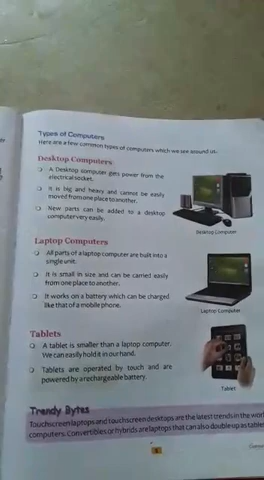 Types of Computers
Here are a few common types of computers which we see around us.
Desktop Computers
A Desktop computer gets power from the
electrical socket.
It is big and heavy and cannot be easily
moved from one place to another.
New parts can be added to a desktop
computer very easily.
Desktop Computer
Laptop Computers
All parts of a laptop computer are built into a
single unit.
It is small in size and can be carried easily
from one place to another.
It works on a battery which can be charged
like that of a mobile phone.
Laptop Computer
Tablets
A tablet is smaller than a laptop computer.
We can easily hold it in our hand.
Tablets are operated by touch and are
powered by a rechargeable battery.
Tablet
Trendy Bytes
Touchscreen laptops and touchscreen desktops are the latest trends in the world
computers. Convertibles or hybrids are laptops that can also double up as tablets